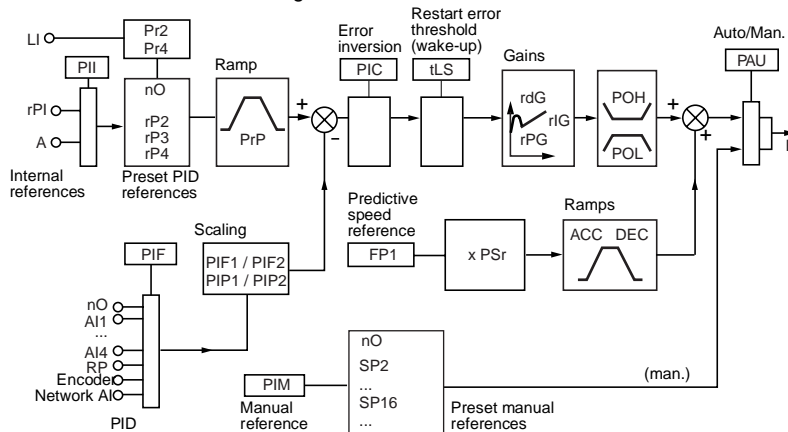 Restart error
threshold
(wake-up)
Error
inversion
Auto/Man.
LI
Pr2
Pr4
PII
Ramp
PIC
tLS
Gains
PAU
nO
rPI
rP2
rP3
rP4
A
PrP
+
–
rdG
rIG
rPG
POH
POL
+
+
Internal
references
Preset PID
references
Predictive
speed
reference
Ramps
Scaling
PIF
PIF1 / PIF2
PIP1 / PIP2
FP1
x PSr
ACC DEC
nO
AI1
...
AI4
RP
Encoder
Network AI
PID
PIM
Manual
reference
nO
SP2
...
SP16
...
(man.)
Preset manual
references